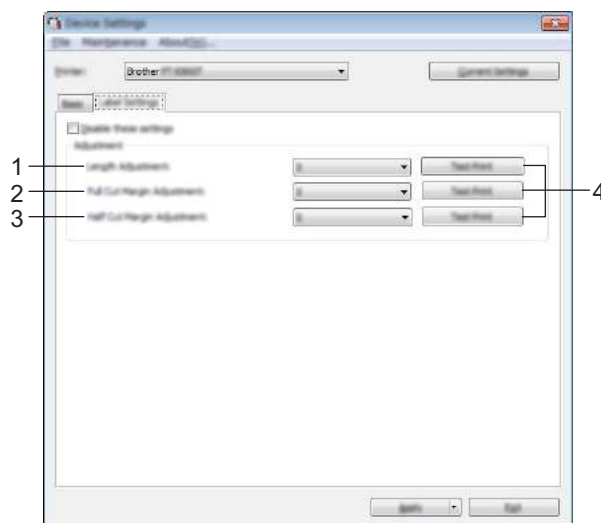 Device Settings
File Maintenance About
Printer: Brother
Current Settings
Basic Label Settings
Disable these settings
Adjustment
1 Length Adjustment: Test Print
2 Full Cut Margin Adjustment: Test Print 4
3 Half Cut Margin Adjustment: Test Print
Apply Exit